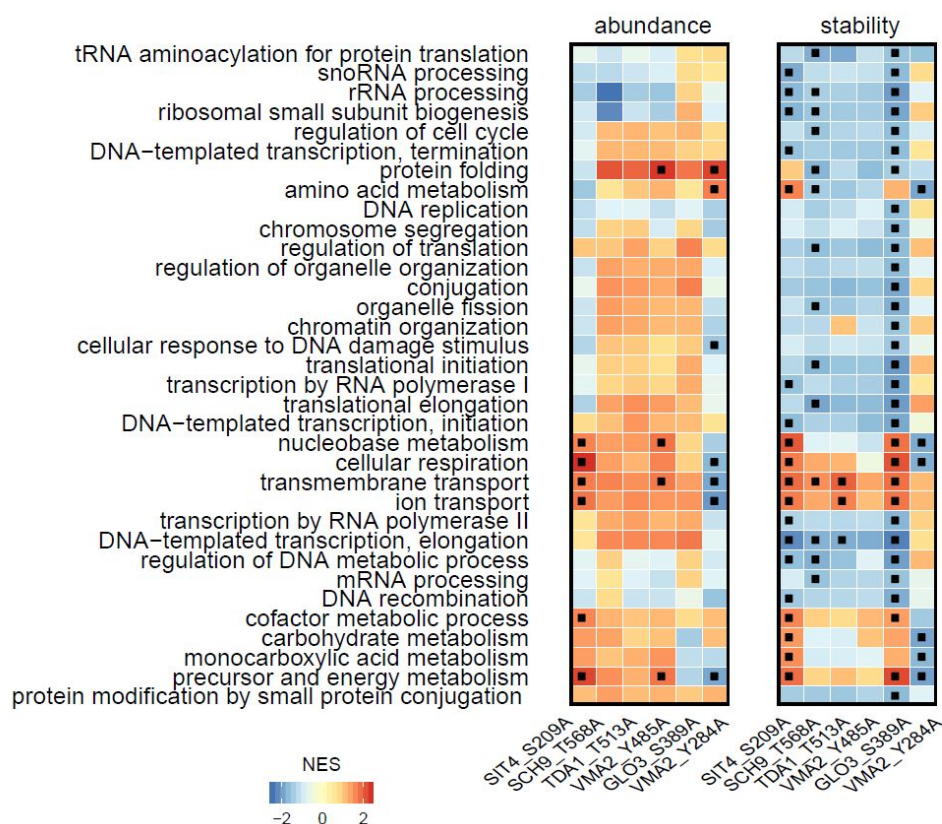 abundance stability
tRNA aminoacylation for protein translation
snoRNA processing
rRNA processing
ribosomal small subunit biogenesis
regulation of cell cycle
DNA−templated transcription, termination
protein folding
amino acid metabolism
DNA replication
chromosome segregation
regulation of translation
regulation of organelle organization
conjugation
organelle fission
chromatin organization
cellular response to DNA damage stimulus
translational initiation
transcription by RNA polymerase I
translational elongation
DNA−templated transcription, initiation
nucleobase metabolism
cellular respiration
transmembrane transport
ion transport
transcription by RNA polymerase II
DNA−templated transcription, elongation
regulation of DNA metabolic process
mRNA processing
DNA recombination
cofactor metabolic process
carbohydrate metabolism
monocarboxylic acid metabolism
precursor and energy metabolism
protein modification by small protein conjugation
SIT4_S209A
SCH9_T568A
TDA1_T513A
VMA2_Y485A
GLO3_S389A
VMA2_Y284A
SIT4_S209A
SCH9_T568A
TDA1_T513A
VMA2_Y485A
GLO3_S389A
VMA2_Y284A
NES
−2 0 2